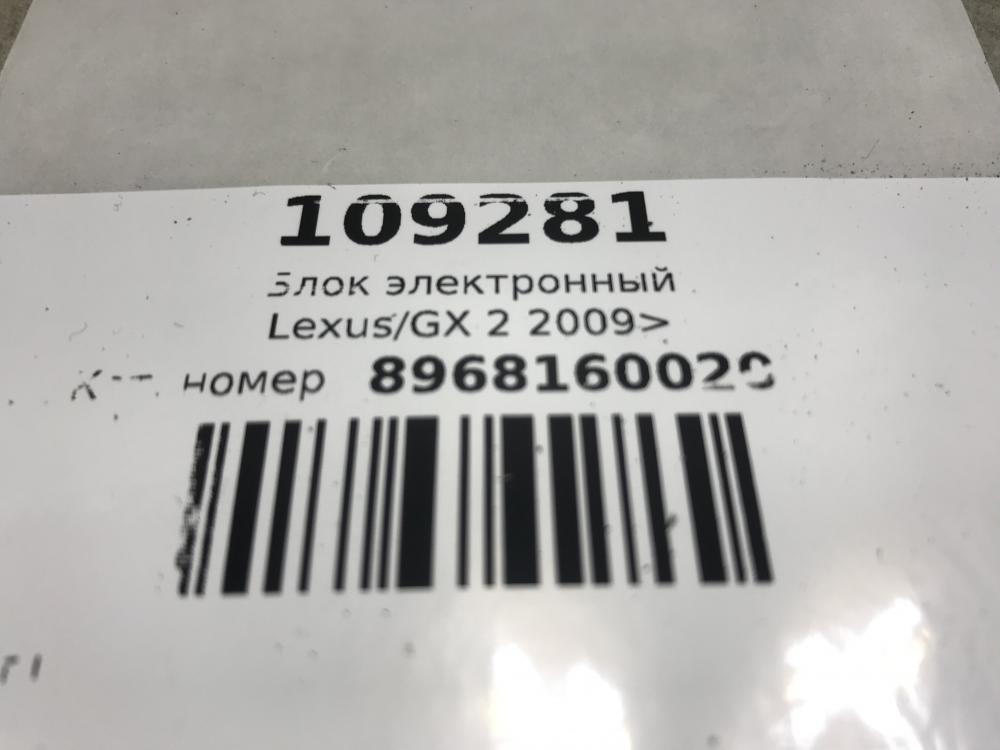 109281
Блок электронный
Lexus/GX 2 2009>
номер 8968160020